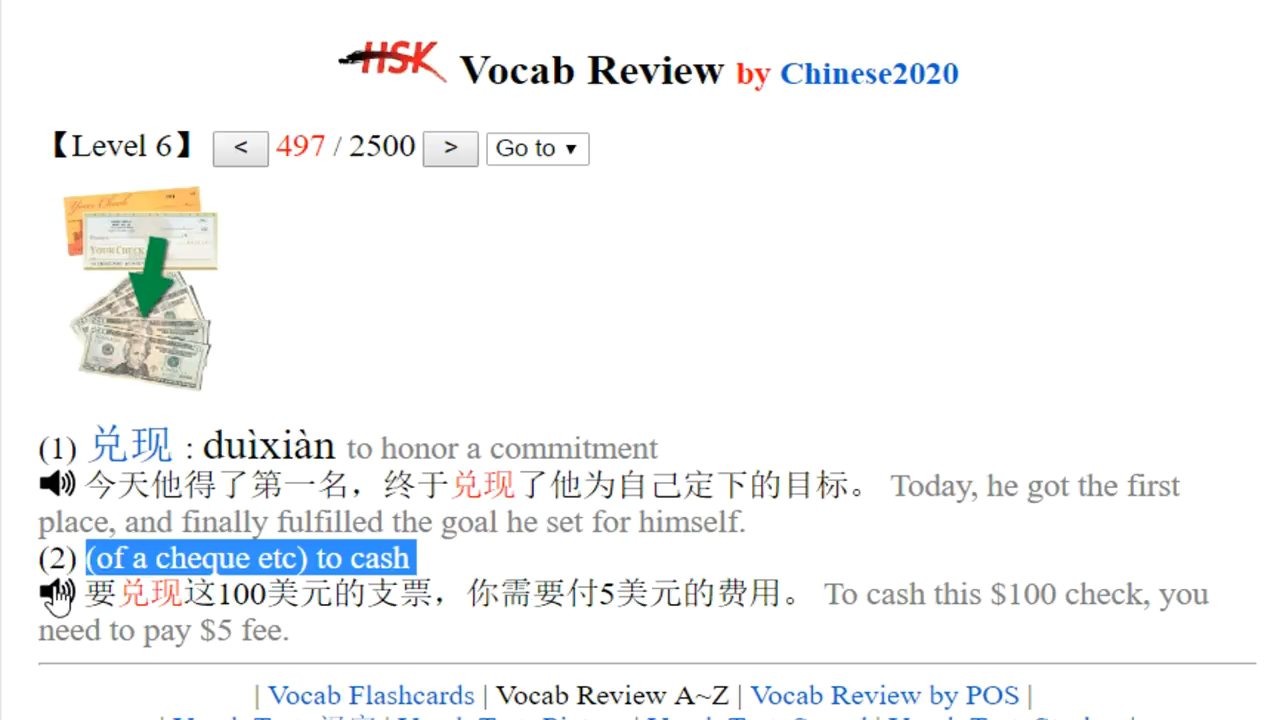 HSK Vocab Review by Chinese2020
【Level 6】 < 497 / 2500 > Go to ▼
Your Check
YOUR CHECK
(1) 兑现 : duìxiàn to honor a commitment
今天他得了第一名，终于兑现了他为自己定下的目标。 Today, he got the first
place, and finally fulfilled the goal he set for himself.
(2) (of a cheque etc) to cash
要兑现这100美元的支票，你需要付5美元的费用。 To cash this $100 check, you
need to pay $5 fee.
| Vocab Flashcards | Vocab Review A~Z | Vocab Review by POS |